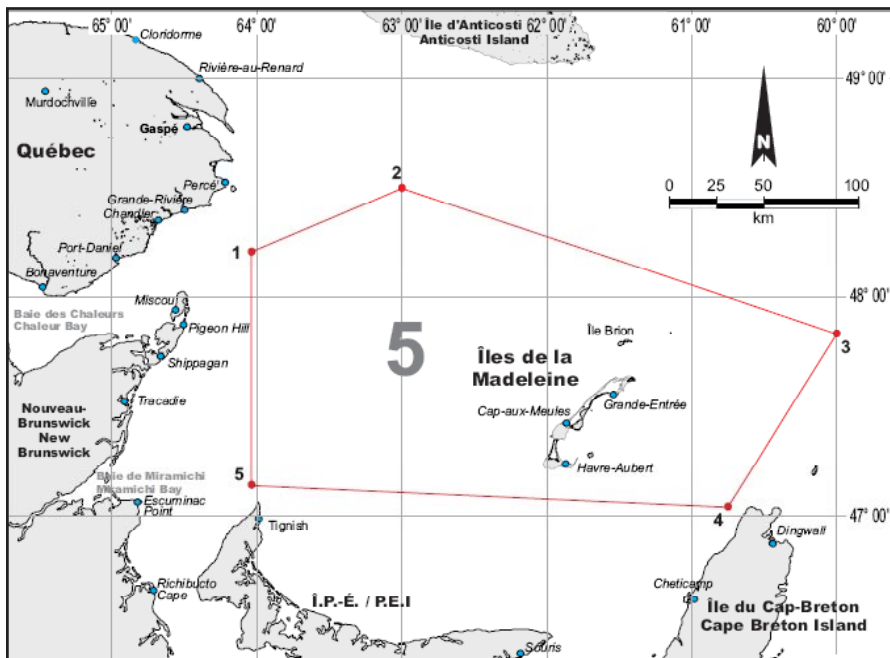 65° 00'
64° 00'
63° 00'
62° 00'
61° 00'
60° 00'
Cloridorme
Île d'Anticosti
Anticosti Island
Rivière-au-Renard
49° 00'
Murdochville
Gaspé
Québec
N
2
Percé
Grande-Rivière
Chandler
0 25 50 100
km
Port-Daniel
1
Bonaventure
48° 00'
Miscou
Baie des Chaleurs
Chaleur Bay
Pigeon Hill
5
Île Brion
3
Shippagan
Îles de la
Madeleine
Tracadie
Grande-Entrée
Cap-aux-Meules
Nouveau-
Brunswick
New
Brunswick
Havre-Aubert
Baie de Miramichi
Miramichi Bay
5
Escuminac
Point
4
47° 00'
Tignish
Dingwall
Richibucto
Cape
Î.P.-É. / P.E.I
Cheticamp
Île du Cap-Breton
Cape Breton Island
Souris